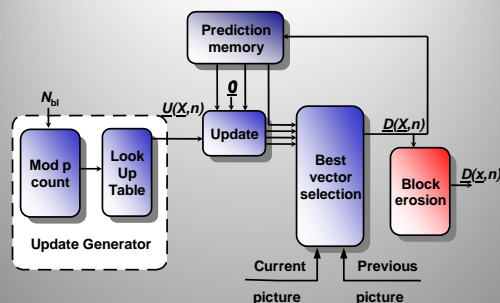 Prediction
memory
N_bl
0
U(X,n)
Update
D(X,n)
Mod p
count
Look
Up
Table
Best
vector
selection
Block
erosion
D(x,n)
Update Generator
Current
picture
Previous
picture